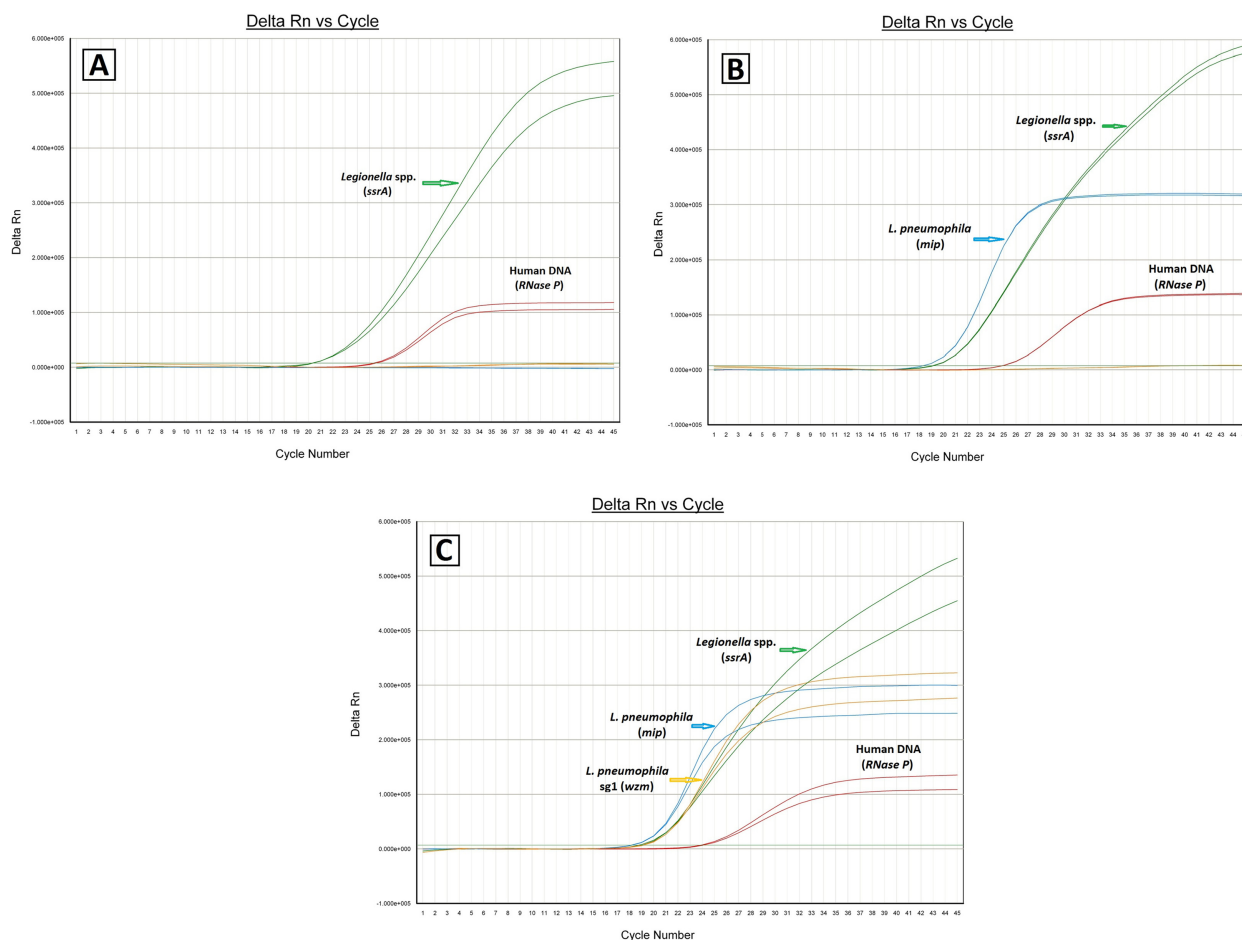 Delta Rn vs Cycle
A
6.000e+005
5.000e+005
4.000e+005
3.000e+005
2.000e+005
1.000e+005
0.000e+000
-1.000e+005
Delta Rn
Legionella spp.
(ssrA)
Human DNA
(RNase P)
1 2 3 4 5 6 7 8 9 10 11 12 13 14 15 16 17 18 19 20 21 22 23 24 25 26 27 28 29 30 31 32 33 34 35 36 37 38 39 40 41 42 43 44 45
Cycle Number
Delta Rn vs Cycle
B
6.000e+005
5.000e+005
4.000e+005
3.000e+005
2.000e+005
1.000e+005
0.000e+000
-1.000e+005
Delta Rn
Legionella spp.
(ssrA)
L. pneumophila
(mip)
Human DNA
(RNase P)
1 2 3 4 5 6 7 8 9 10 11 12 13 14 15 16 17 18 19 20 21 22 23 24 25 26 27 28 29 30 31 32 33 34 35 36 37 38 39 40 41 42 43 44
Cycle Number
Delta Rn vs Cycle
C
6.000e+005
5.000e+005
4.000e+005
3.000e+005
2.000e+005
1.000e+005
0.000e+000
-1.000e+005
Delta Rn
Legionella spp.
(ssrA)
L. pneumophila
(mip)
L. pneumophila
sg1 (wzm)
Human DNA
(RNase P)
1 2 3 4 5 6 7 8 9 10 11 12 13 14 15 16 17 18 19 20 21 22 23 24 25 26 27 28 29 30 31 32 33 34 35 36 37 38 39 40 41 42 43 44 45
Cycle Number